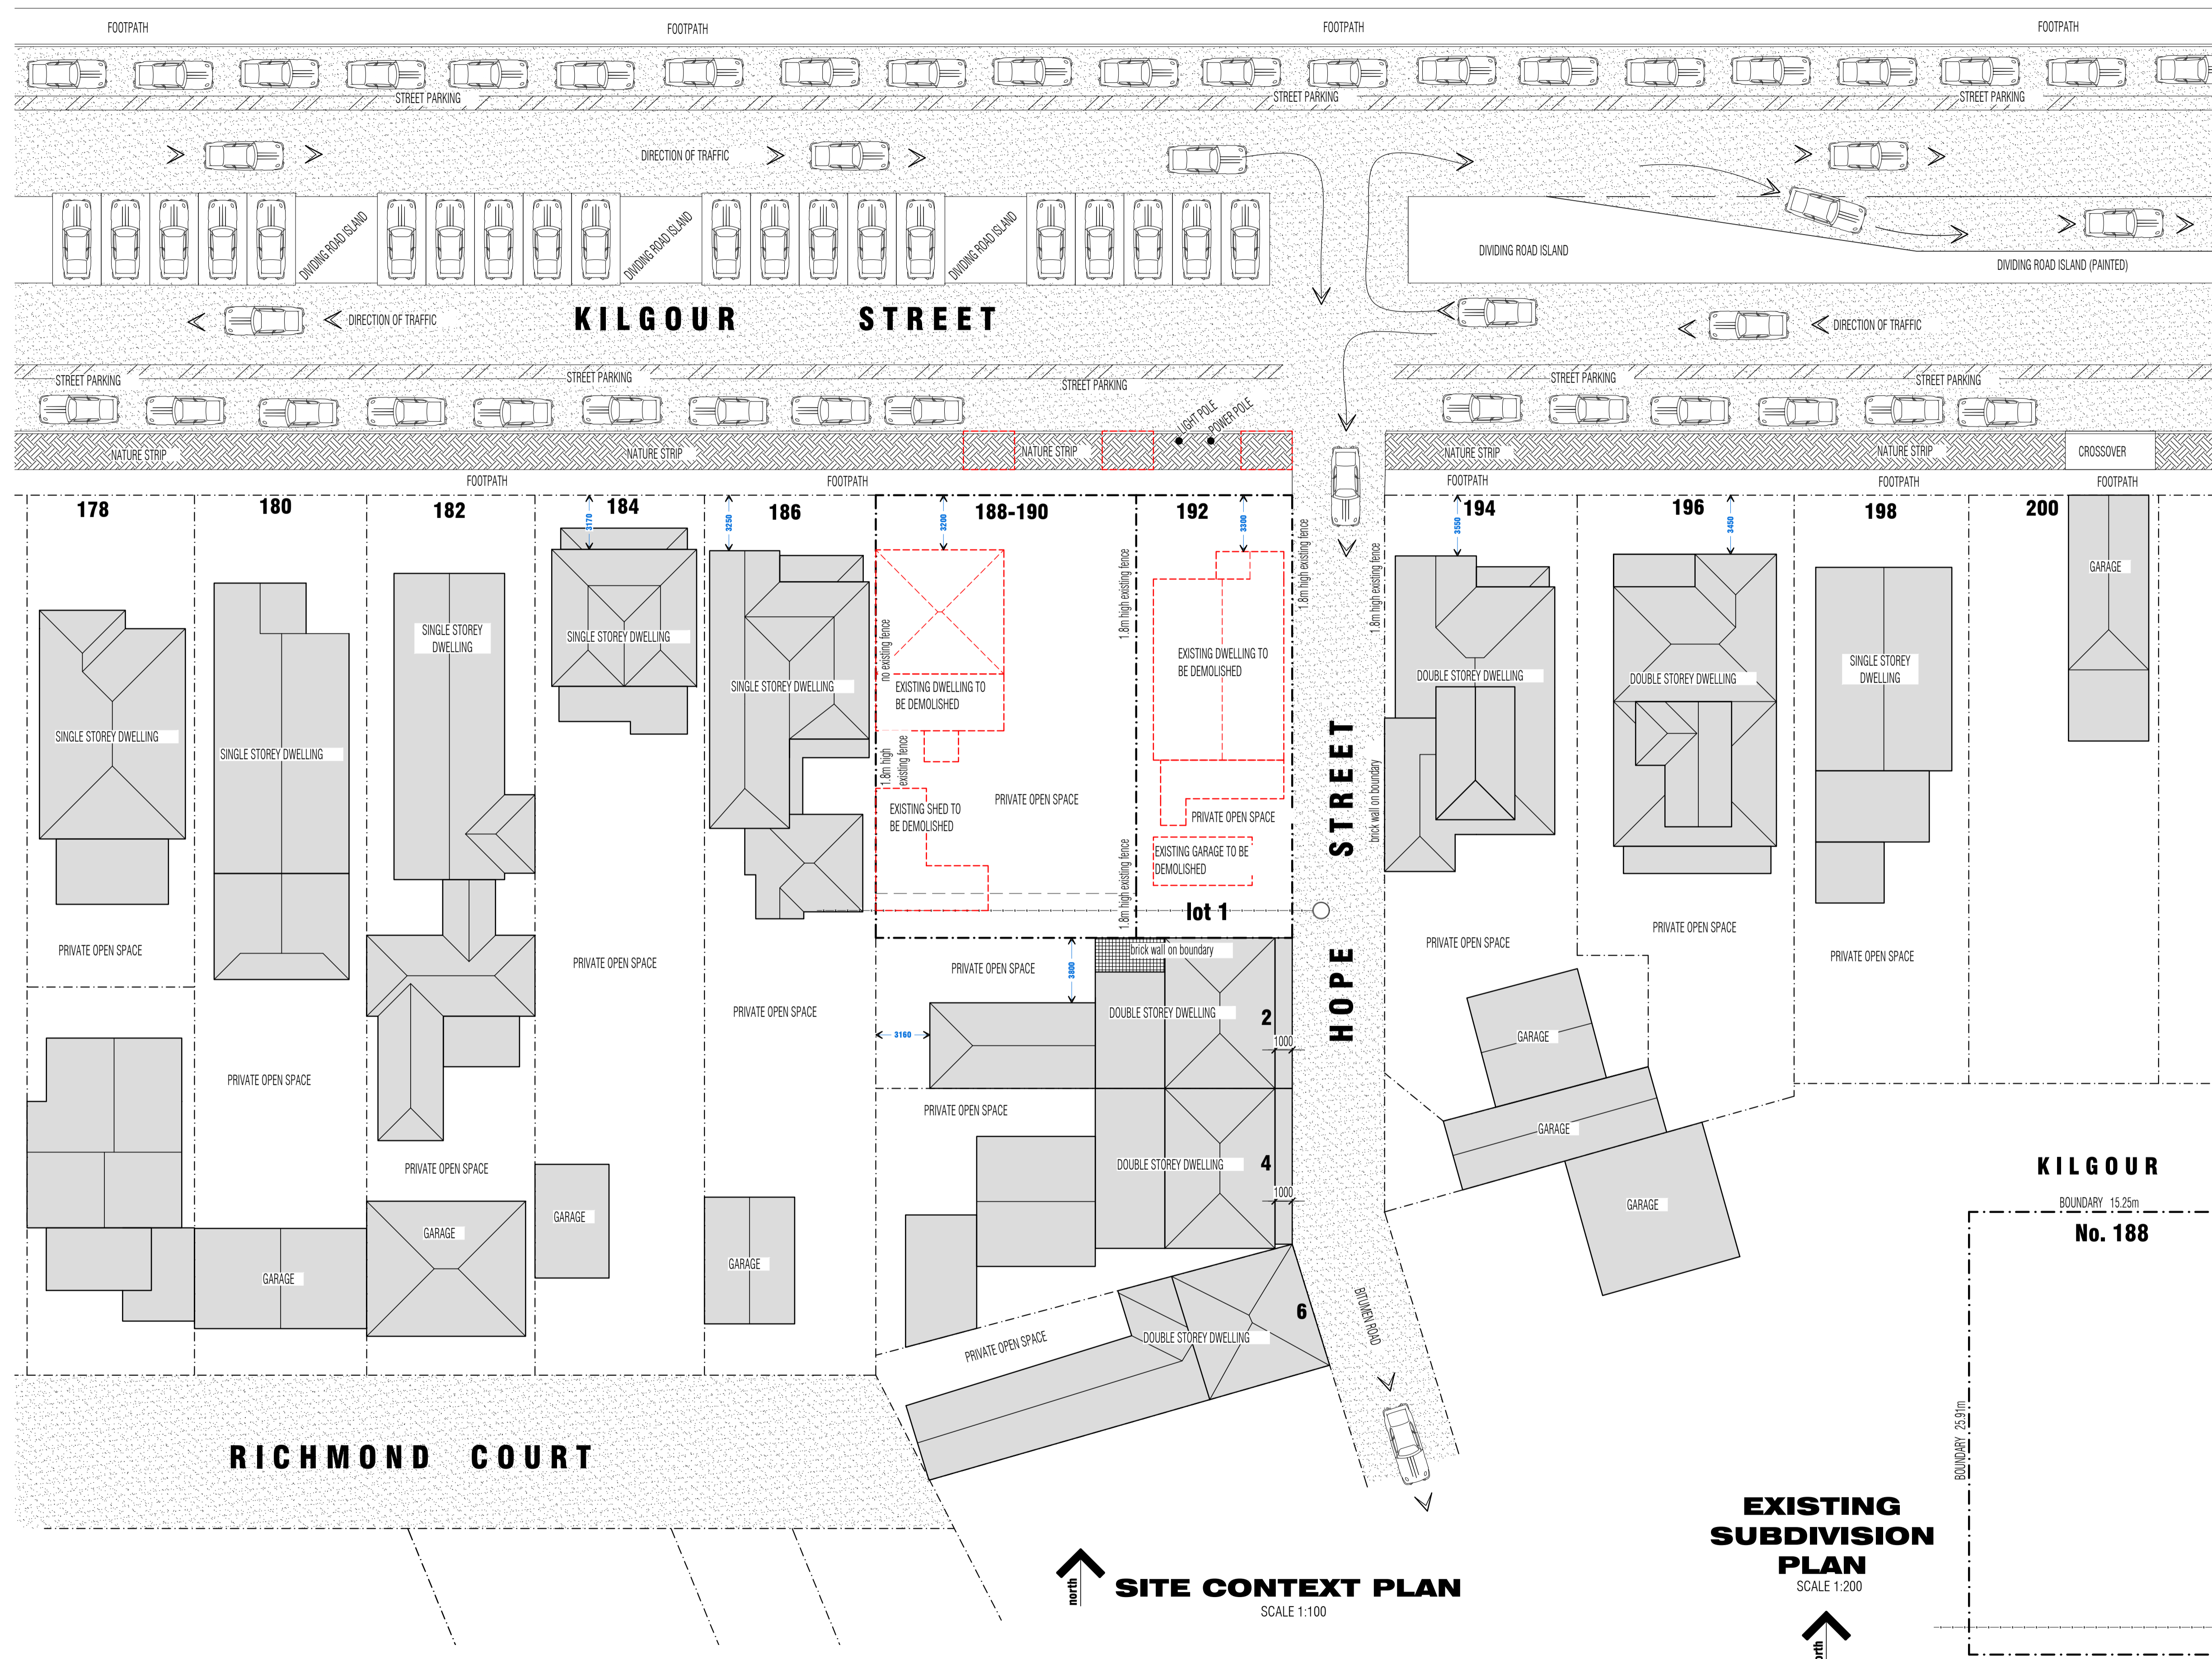 FOOTPATH
FOOTPATH
FOOTPATH
FOOTPATH
STREET PARKING
STREET PARKING
STREET PARKING
DIRECTION OF TRAFFIC
DIVIDING ROAD ISLAND
DIVIDING ROAD ISLAND
DIVIDING ROAD ISLAND
DIVIDING ROAD ISLAND
DIVIDING ROAD ISLAND (PAINTED)
DIRECTION OF TRAFFIC
KILGOUR STREET
DIRECTION OF TRAFFIC
STREET PARKING
STREET PARKING
STREET PARKING
STREET PARKING
STREET PARKING
LIGHT POLE
POWER POLE
NATURE STRIP
NATURE STRIP
NATURE STRIP
NATURE STRIP
NATURE STRIP
CROSSOVER
FOOTPATH
FOOTPATH
FOOTPATH
FOOTPATH
FOOTPATH
178
180
182
184
186
188-190
192
194
196
198
200
3170
3250
3200
3300
3550
3450
1.8m high existing fence
1.8m high existing fence
1.8m high existing fence
no existing fence
GARAGE
SINGLE STOREY
DWELLING
SINGLE STOREY DWELLING
SINGLE STOREY DWELLING
EXISTING DWELLING TO
BE DEMOLISHED
EXISTING DWELLING TO
BE DEMOLISHED
DOUBLE STOREY DWELLING
DOUBLE STOREY DWELLING
SINGLE STOREY
DWELLING
SINGLE STOREY DWELLING
SINGLE STOREY DWELLING
1.8m high
existing fence
EXISTING SHED TO
BE DEMOLISHED
PRIVATE OPEN SPACE
PRIVATE OPEN SPACE
EXISTING GARAGE TO BE
DEMOLISHED
1.8m high existing fence
brick wall on boundary
HOPE STREET
lot 1
PRIVATE OPEN SPACE
PRIVATE OPEN SPACE
PRIVATE OPEN SPACE
PRIVATE OPEN SPACE
brick wall on boundary
3800
PRIVATE OPEN SPACE
PRIVATE OPEN SPACE
PRIVATE OPEN SPACE
PRIVATE OPEN SPACE
DOUBLE STOREY DWELLING
2
3160
1000
GARAGE
PRIVATE OPEN SPACE
PRIVATE OPEN SPACE
GARAGE
PRIVATE OPEN SPACE
DOUBLE STOREY DWELLING
4
1000
GARAGE
GARAGE
GARAGE
GARAGE
GARAGE
6
DOUBLE STOREY DWELLING
PRIVATE OPEN SPACE
BITUMEN ROAD
KILGOUR
BOUNDARY 15.25m
No. 188
BOUNDARY 25.91m
RICHMOND COURT
north
SITE CONTEXT PLAN
SCALE 1:100
EXISTING
SUBDIVISION
PLAN
SCALE 1:200
orth